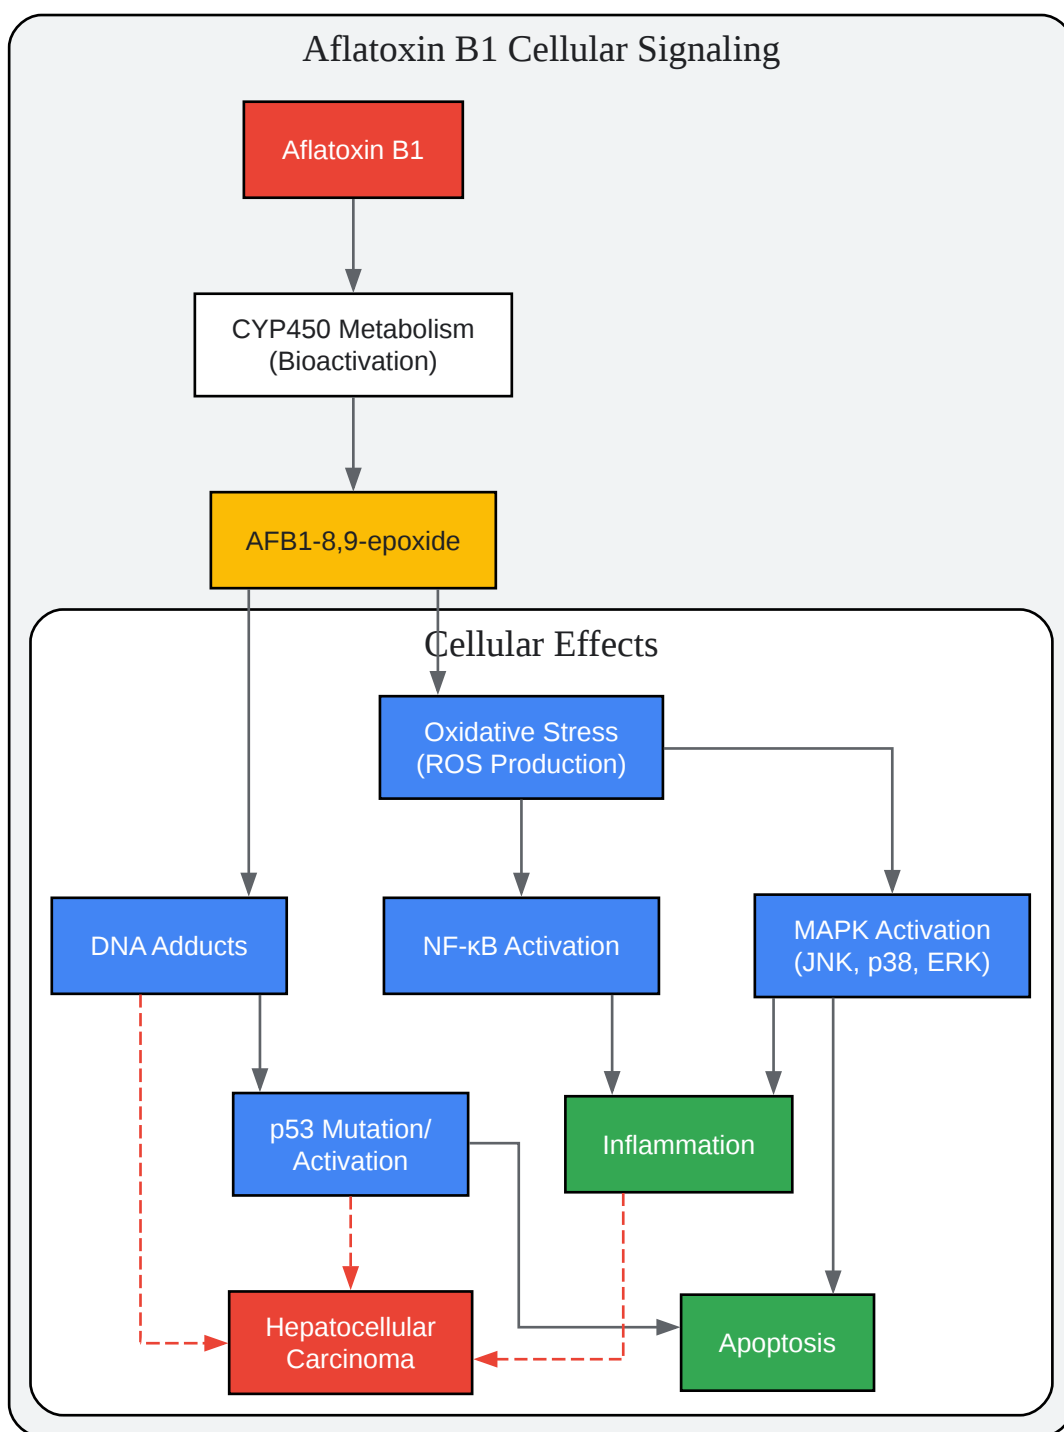 Aflatoxin B1 Cellular Signaling
Aflatoxin B1
CYP450 Metabolism
(Bioactivation)
AFB1-8,9-epoxide
Cellular Effects
Oxidative Stress
(ROS Production)
DNA Adducts
NF-κB Activation
MAPK Activation
(JNK, p38, ERK)
p53 Mutation/
Activation
Inflammation
Hepatocellular
Carcinoma
Apoptosis